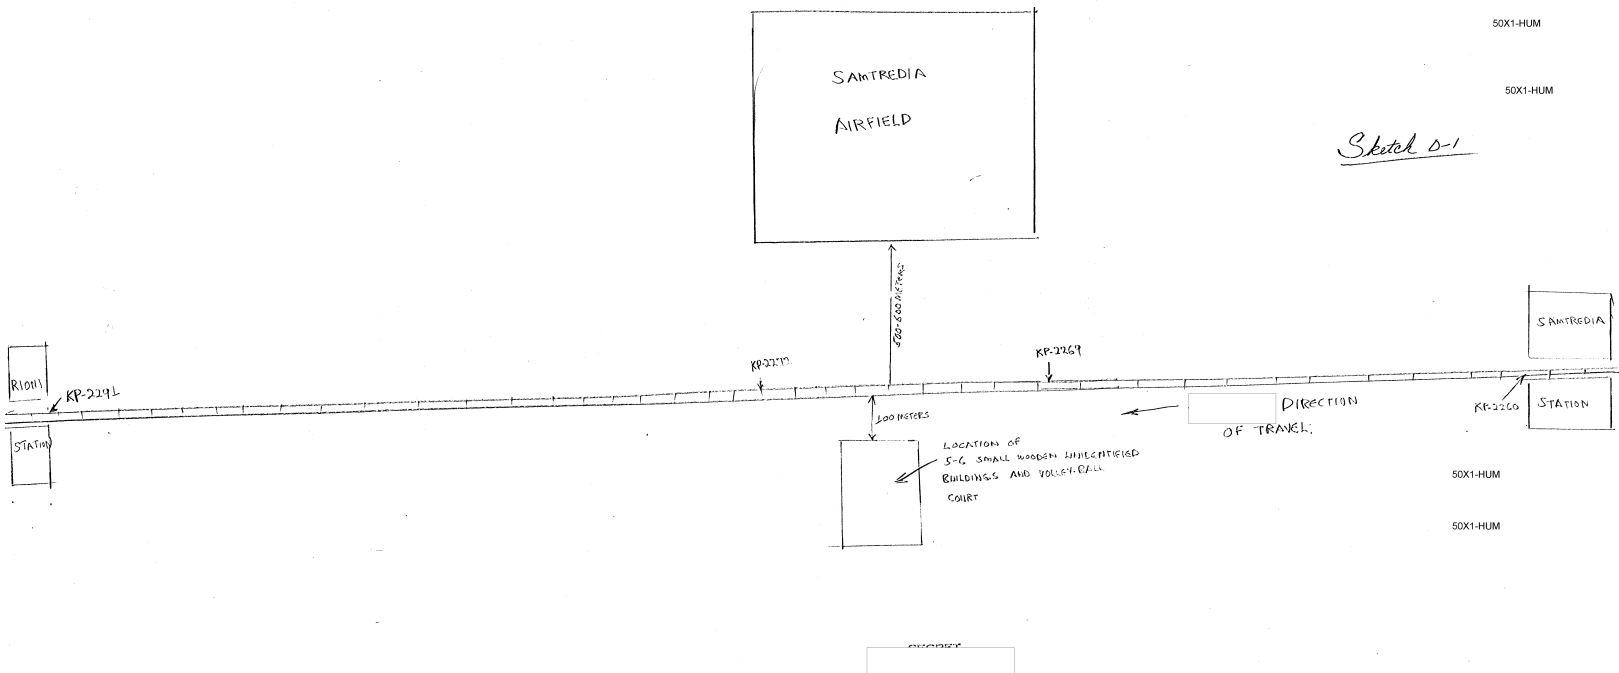 50X1-HUM
50X1-HUM
SAMTREDIA
AIRFIELD
Sketch D-1
500-600 METERS
SAMTREDIA
KP-2269
RIONI
KP-2291
KP-2260
STATION
DIRECTION
OF TRAVEL.
100 METERS
STATION
LOCATION OF
5-6 SMALL WOODEN UNIDENTIFIED
BUILDINGS AND VOLLEY-BALL
COURT
50X1-HUM
50X1-HUM
SECRET